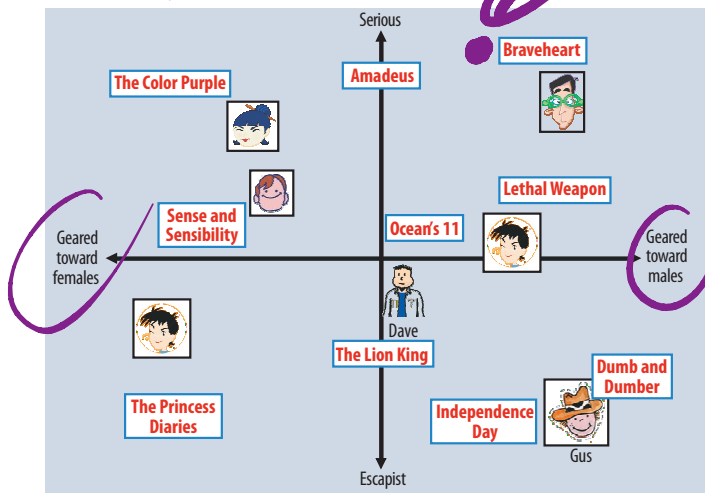 Serious
Braveheart
Amadeus
The Color Purple
Lethal Weapon
Sense and
Sensibility
Ocean's 11
Geared
toward
females
Geared
toward
males
Dave
The Lion King
Dumb and
Dumber
The Princess
Diaries
Independence
Day
Gus
Escapist